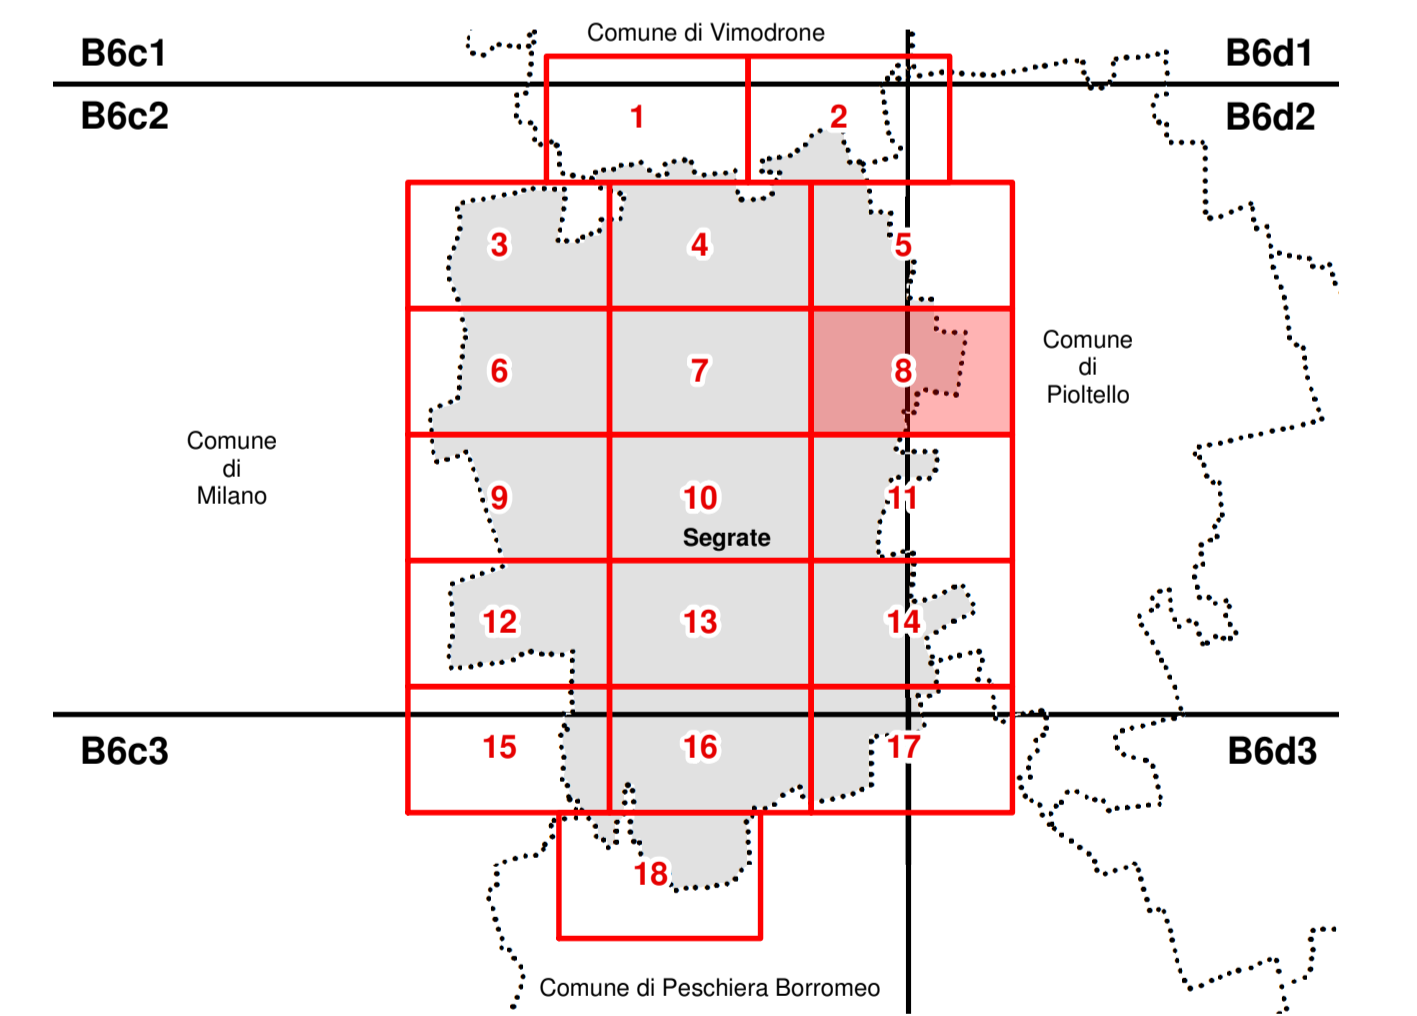 Comune di Vimodrone
B6c1
B6d1
B6c2
B6d2
1
2
3
4
5
6
7
8
Comune
di
Pioltello
Comune
di
Milano
9
10
11
Segrate
12
13
14
B6c3
15
16
17
B6d3
18
Comune di Peschiera Borromeo